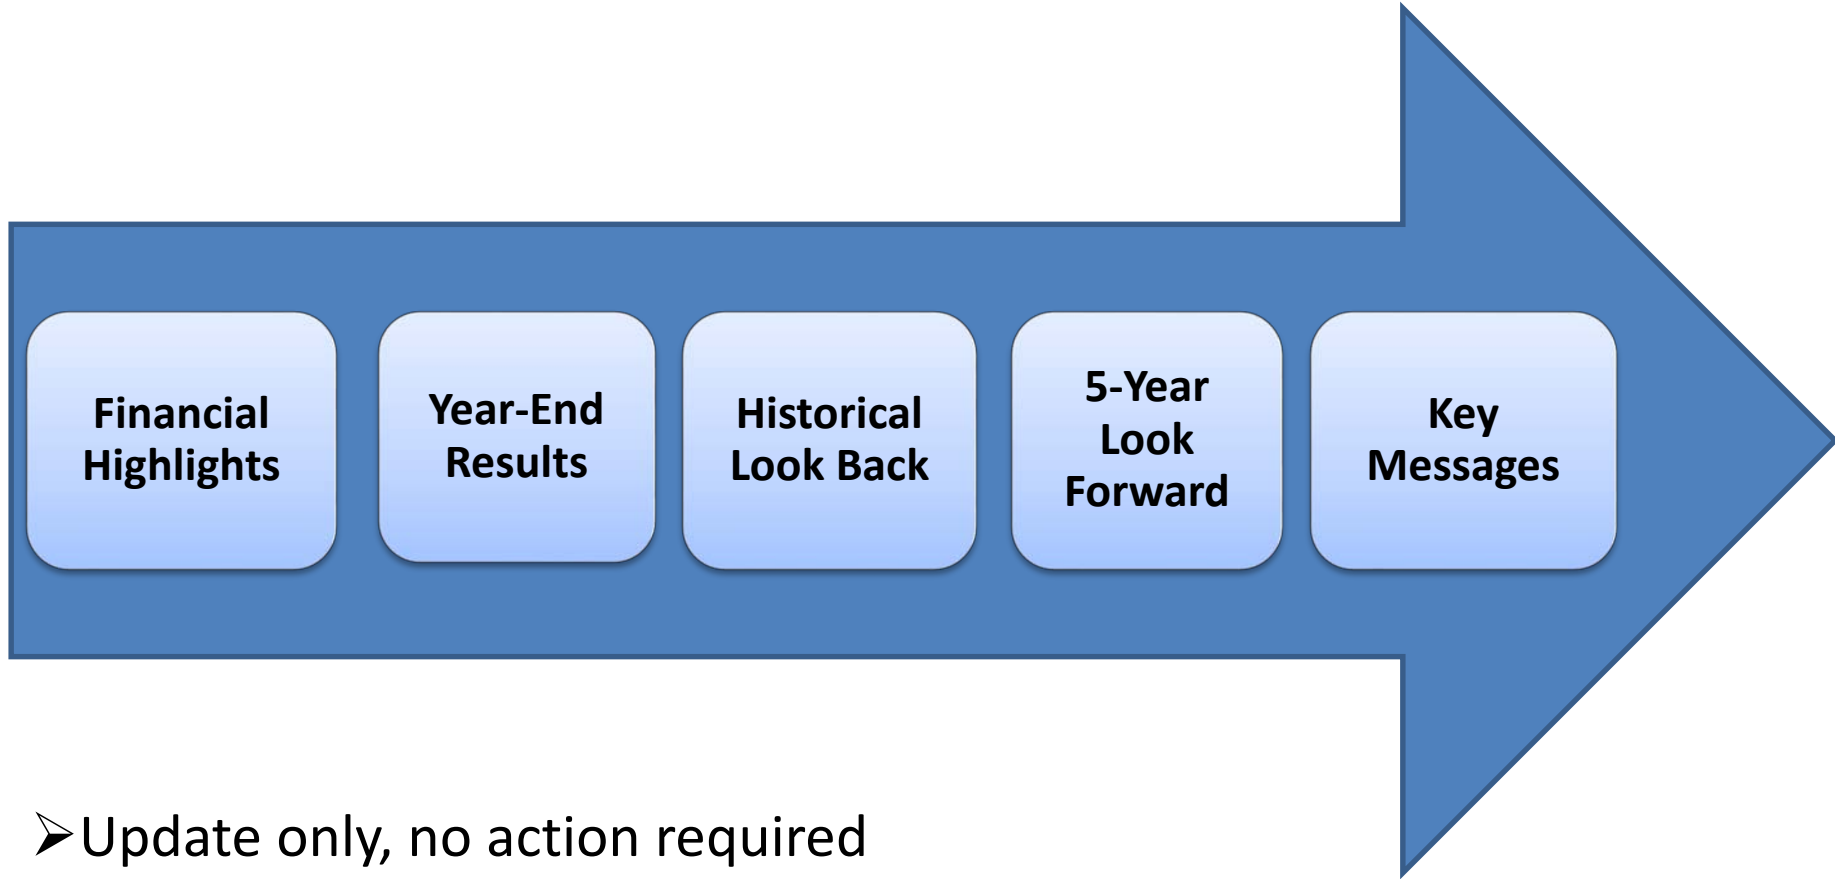 Financial
Highlights
Year-End
Results
Historical
Look Back
5-Year
Look
Forward
Key
Messages
➢Update only, no action required